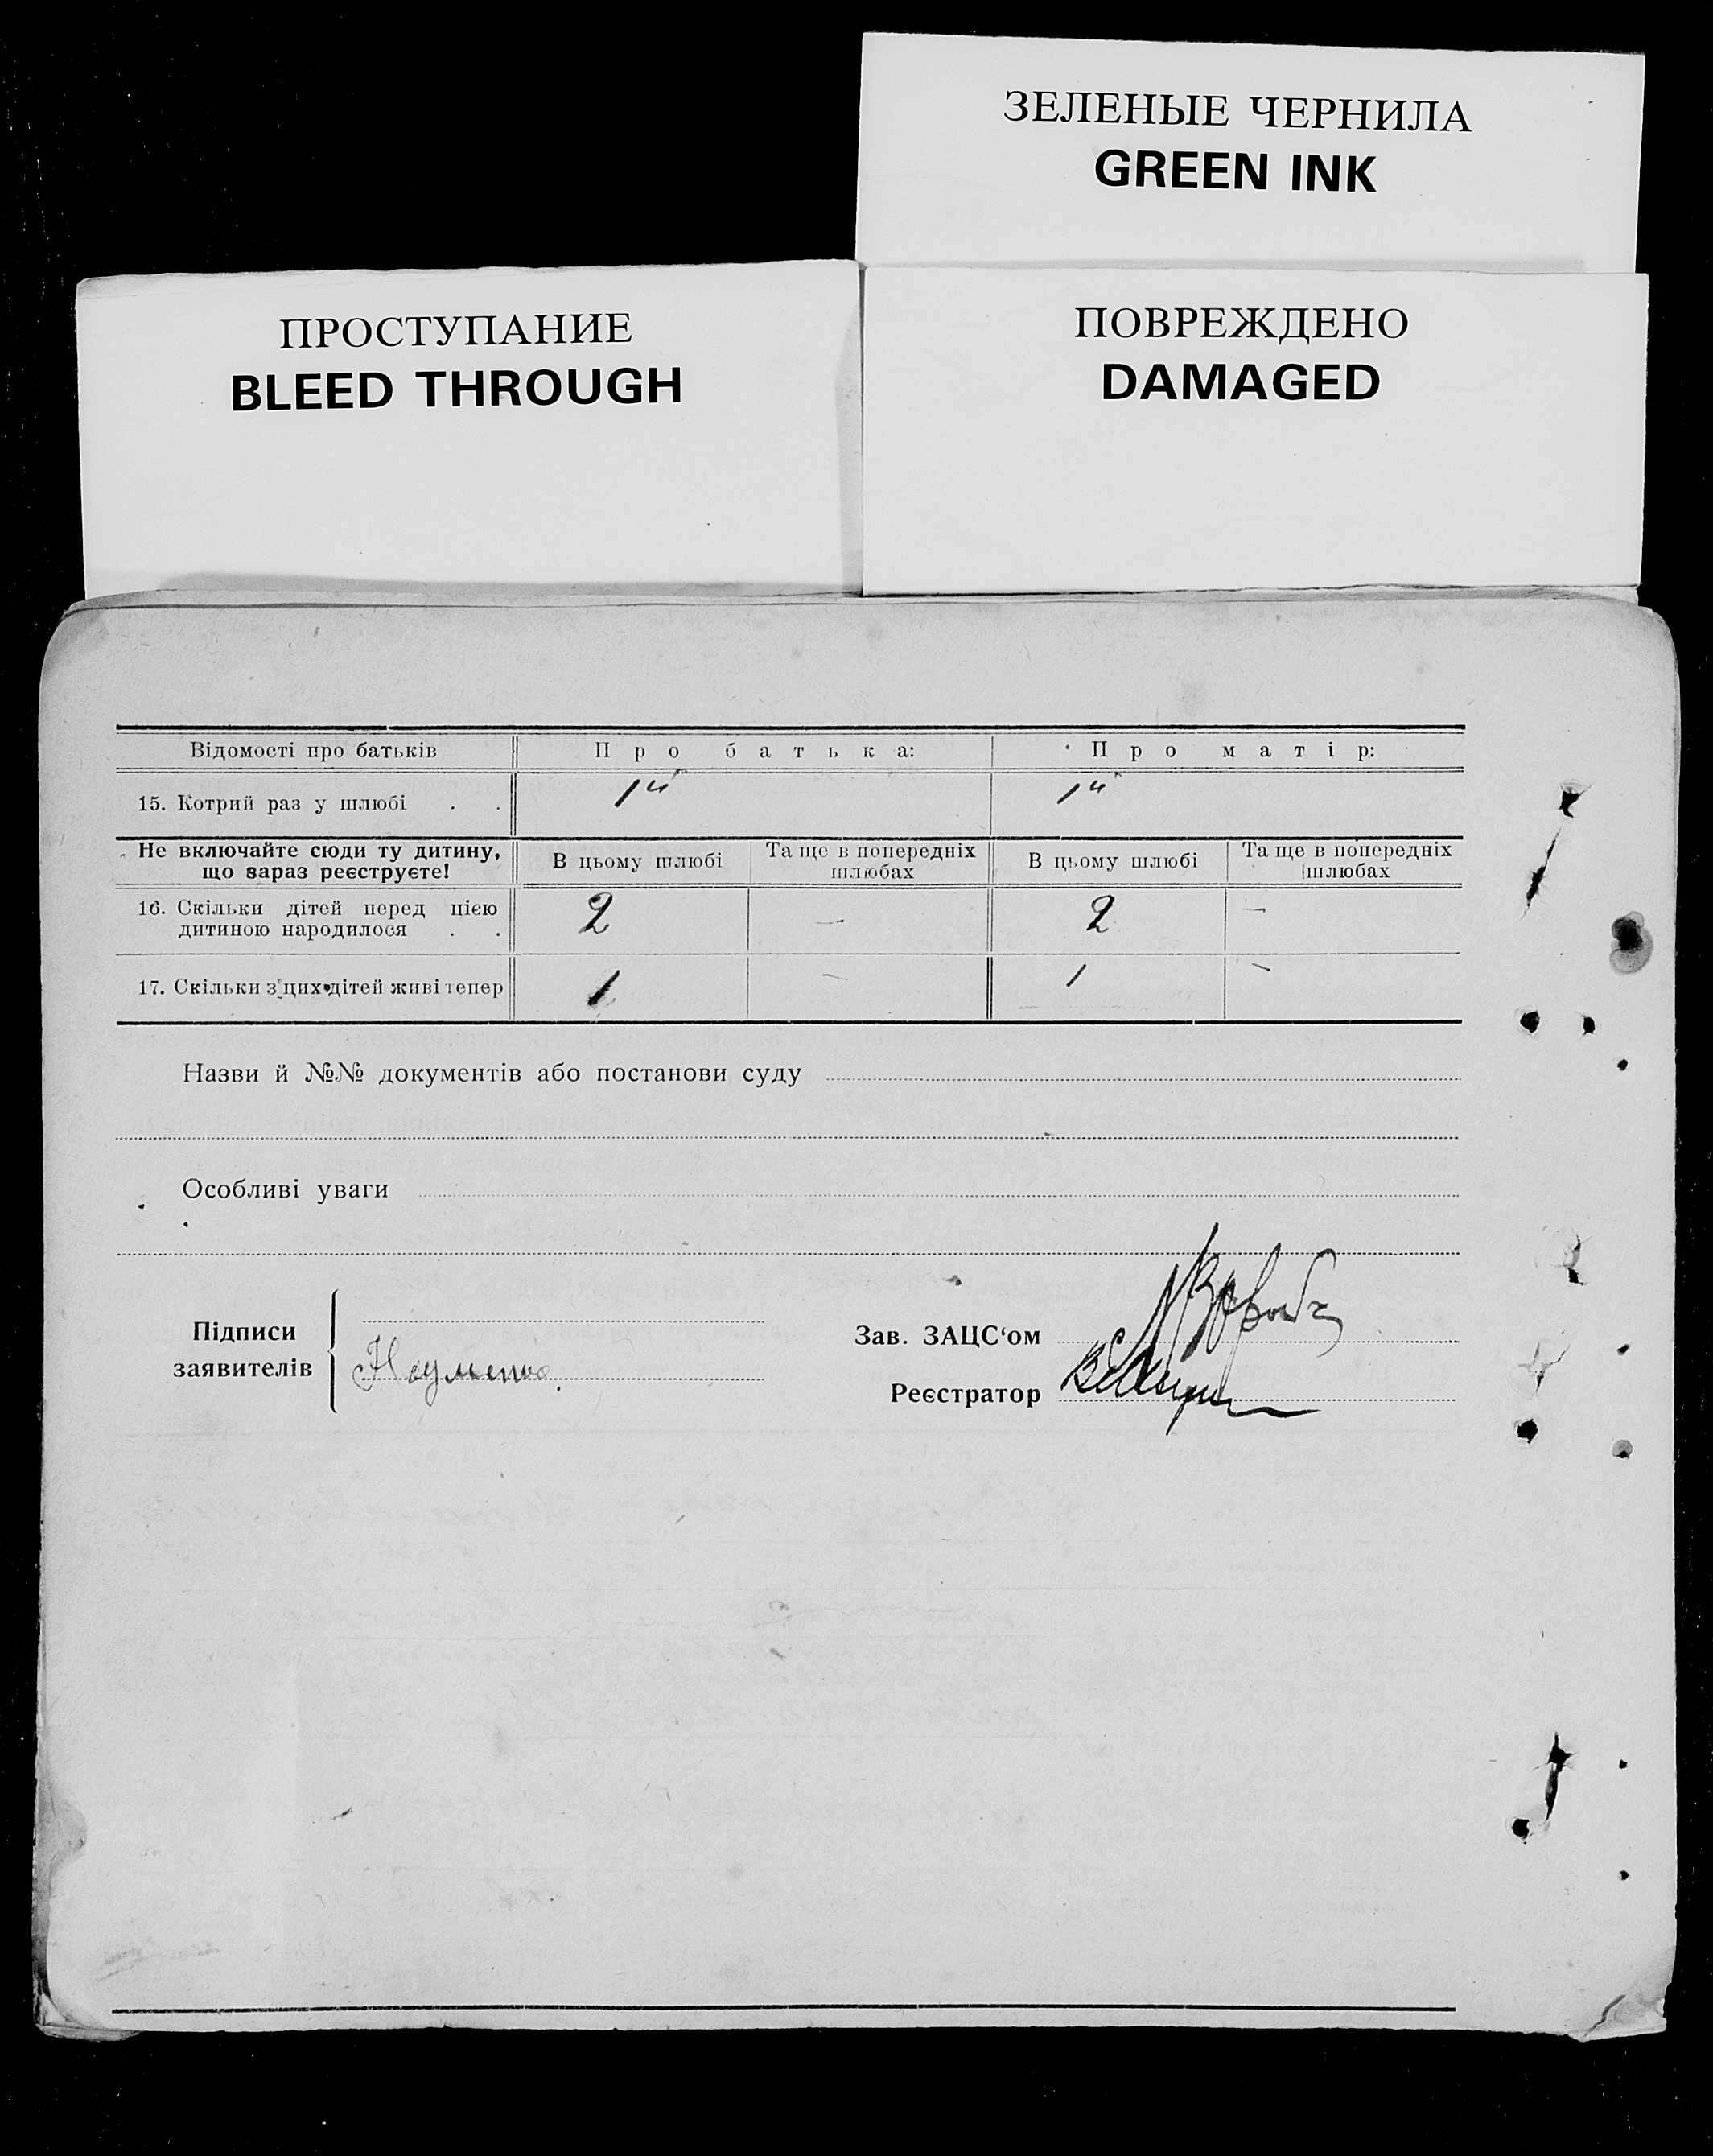 ЗЕЛЕНЫЕ ЧЕРНИЛА
GREEN INK
ПРОСТУПАНИЕ
BLEED THROUGH
ПОВРЕЖДЕНО
DAMAGED
Відомості про батьків Про батька: Про матір:
15. Котрий раз у шлюбі . . 1й 1й
Не включайте сюди ту дитину,
що зараз реєструєте!
В цьому шлюбі
Та ще в попередніх
шлюбах
В цьому шлюбі
Та ще в попередніх
шлюбах
16. Скільки дітей перед цією
дитиною народилося . . 2 — 2 —
17. Скільки з цих дітей живі тепер 1 — 1 —
Назви й №№ документів або постанови суду
Особливі уваги
Підписи
заявителів
Науменко
Зав. ЗАЦС‘ом
Реєстратор